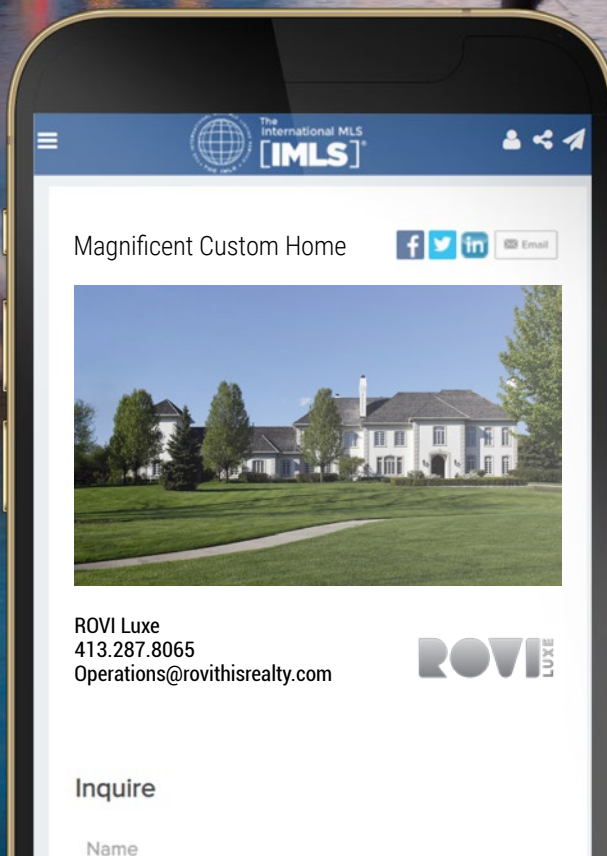 The
International MLS
[IMLS]®
Magnificent Custom Home
f in Email
ROVI Luxe
413.287.8065
Operations@rovithisrealty.com
ROVI LUXE
Inquire
Name